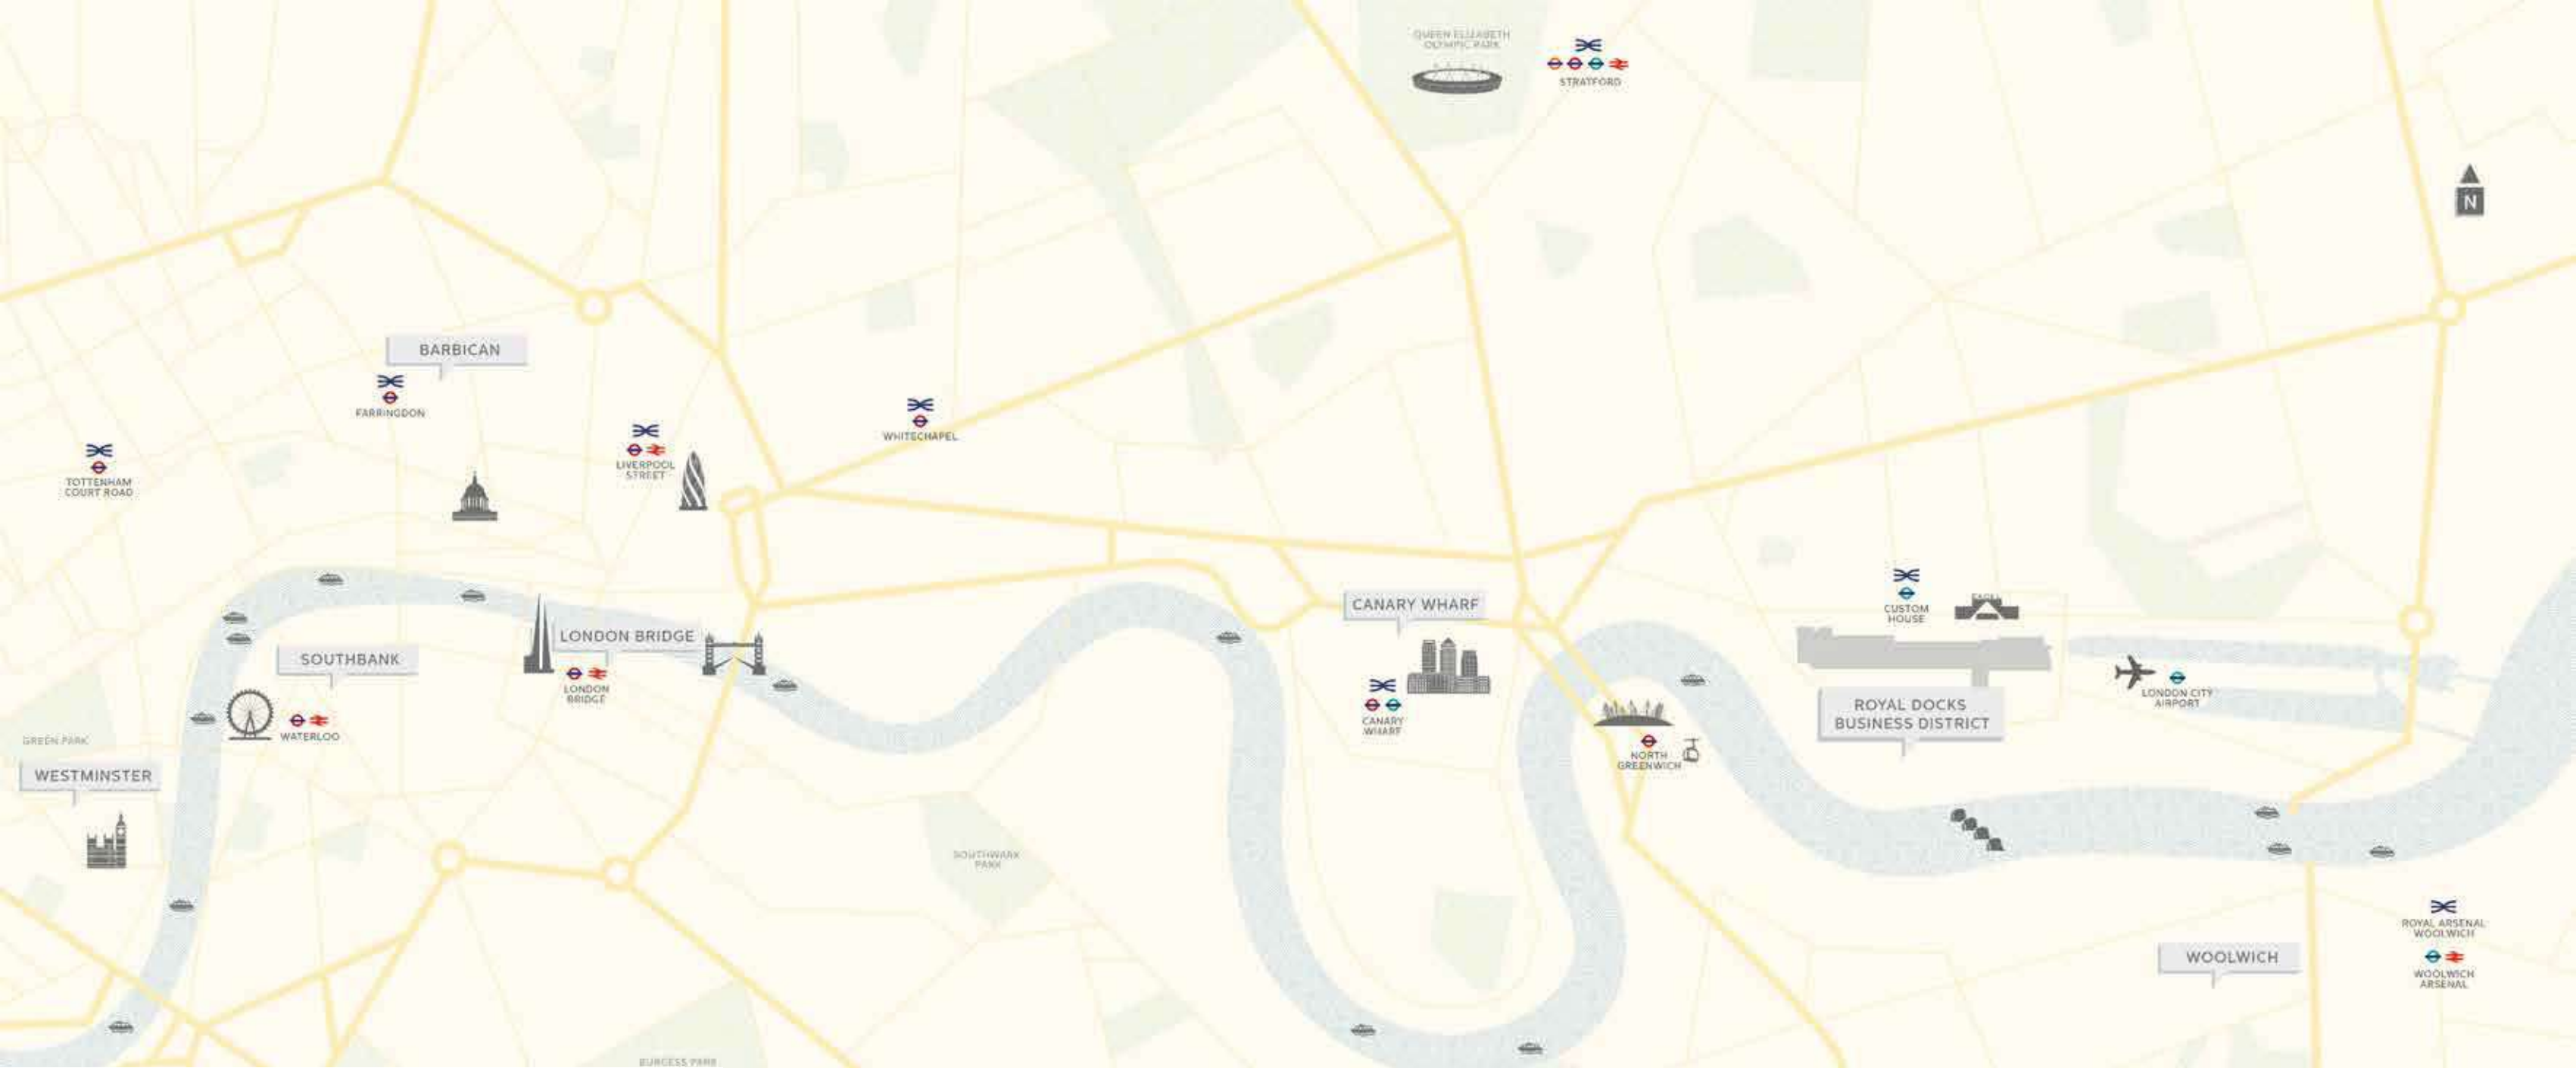 QUEEN ELIZABETH
OLYMPIC PARK
STRATFORD
N
BARBICAN
FARRINGDON
WHITECHAPEL
LIVERPOOL
STREET
TOTTENHAM
COURT ROAD
CANARY WHARF
CUSTOM
HOUSE
EXCEL
LONDON BRIDGE
SOUTHBANK
LONDON
BRIDGE
LONDON CITY
AIRPORT
ROYAL DOCKS
BUSINESS DISTRICT
CANARY
WHARF
WATERLOO
GREEN PARK
NORTH
GREENWICH
WESTMINSTER
SOUTHWARK
PARK
ROYAL ARSENAL
WOOLWICH
WOOLWICH
WOOLWICH
ARSENAL
BURGESS PARK